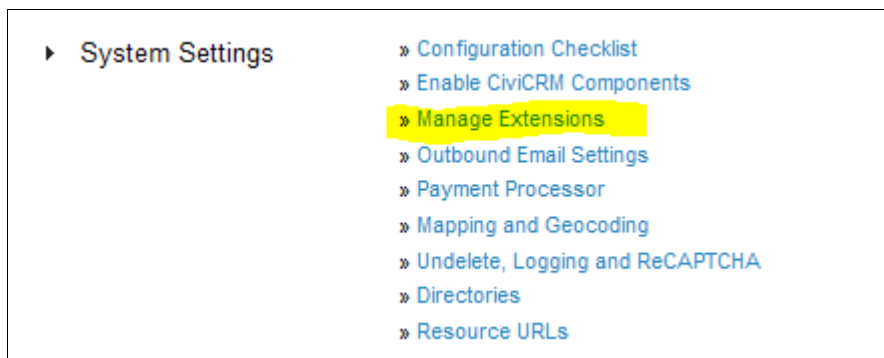 System Settings
» Configuration Checklist
» Enable CiviCRM Components
» Manage Extensions
» Outbound Email Settings
» Payment Processor
» Mapping and Geocoding
» Undelete, Logging and ReCAPTCHA
» Directories
» Resource URLs